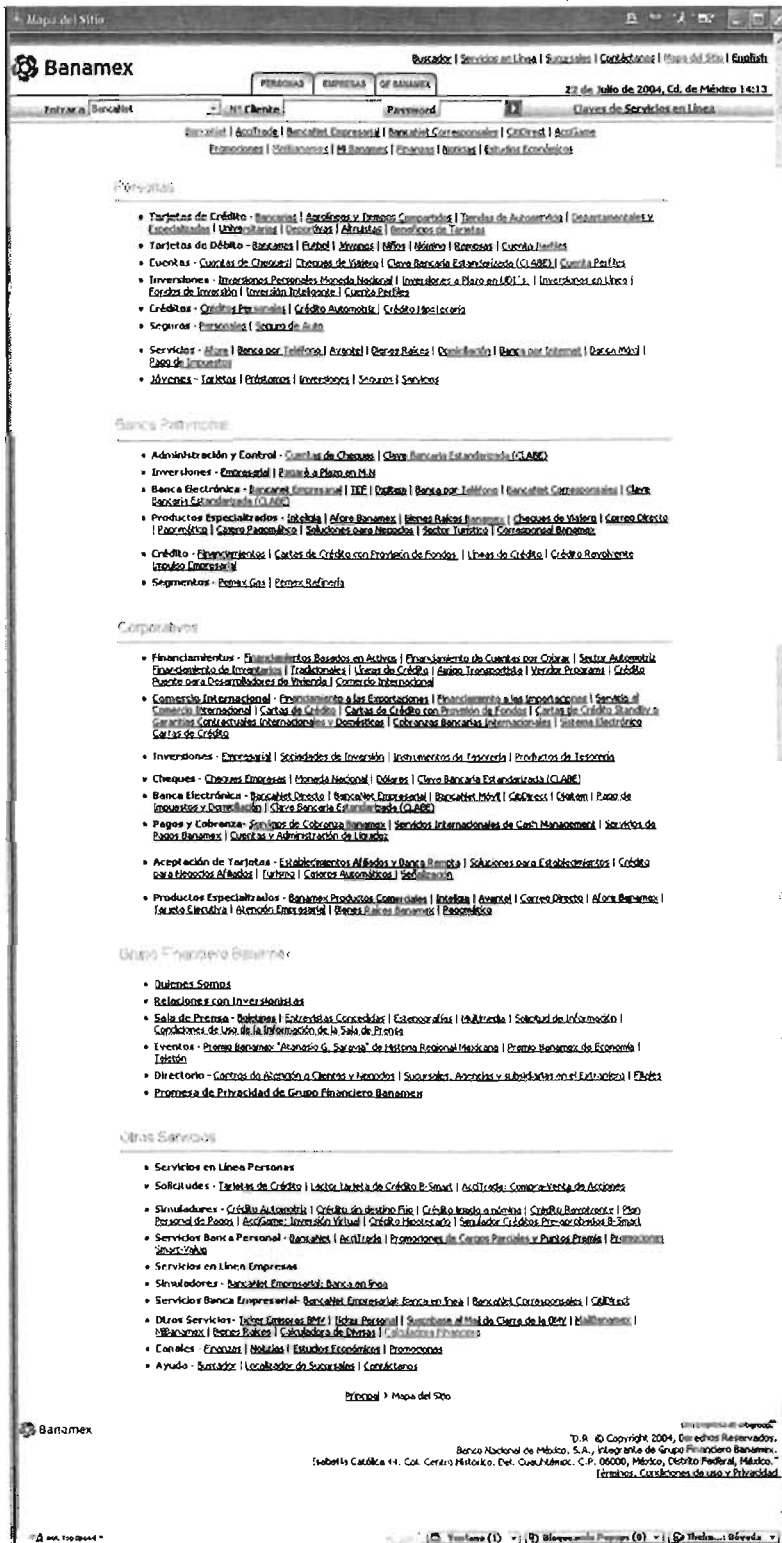 Mapa del Sitio
Banamex
Buscador | Servicios en Línea | Sucursales | Contáctanos | Mapa del Sitio | English
PERSONAS EMPRESAS GF BANAMEX
22 de Julio de 2004, Cd. de México 14:13
Entrar a BancaNet Nº Cliente Password Claves de Servicios en Línea
BancaNet | AcciTrade | BancaNet Empresarial | BancaNet Corresponsales | CitiDirect | AcciGame
Promociones | MailBanamex | Mi Banamex | Finanzas | Noticias | Estudios Económicos
Personas
• Tarjetas de Crédito - Bancarias | Aerolíneas y Tiempos Compartidos | Tiendas de Autoservicio | Departamentales y
Especializadas | Universitarias | Deportivas | Altruistas | Beneficios de Tarjetas
• Tarjetas de Débito - Bancarias | Futbol | Jóvenes | Niños | Nómina | Remesas | Cuenta Perfiles
• Cuentas - Cuentas de Cheques| Cheques de Viajero | Clave Bancaria Estandarizada (CLABE) | Cuenta Perfiles
• Inversiones - Inversiones Personales Moneda Nacional | Inversiones a Plazo en UDI´s. | Inversiones en Línea |
Fondos de Inversión | Inversión Inteligente | Cuenta Perfiles
• Créditos - Créditos Personales | Crédito Automotriz | Crédito Hipotecario
• Seguros - Personales | Seguro de Auto
• Servicios - Afore | Banca por Teléfono | Avantel | Bienes Raíces | Domiciliación | Banca por Internet | Banca Móvil |
Pago de Impuestos
• Jóvenes - Tarjetas | Préstamos | Inversiones | Seguros | Servicios
Banca Patrimonial
• Administración y Control - Cuentas de Cheques | Clave Bancaria Estandarizada (CLABE)
• Inversiones - Empresarial | Pagaré a Plazo en M.N
• Banca Electrónica - Bancanet Empresarial | TEF | Digitem | Banca por Teléfono | BancaNet Corresponsales | Clave
Bancaria Estandarizada (CLABE)
• Productos Especializados - Inteligia | Afore Banamex | Bienes Raíces Banamex | Cheques de Viajero | Correo Directo
| Pagomático | Cajero Pagomático | Soluciones para Negocios | Sector Turístico | Corresponsal Banamex
• Crédito - Financiamientos | Cartas de Crédito con Provisión de Fondos. | Líneas de Crédito | Crédito Revolvente
Impulso Empresarial
• Segmentos - Pemex Gas | Pemex Refinería
Corporativos
• Financiamientos - Financiamientos Basados en Activos | Financiamiento de Cuentas por Cobrar | Sector Automotriz
Financiamiento de Inventarios | Tradicionales | Líneas de Crédito | Amigo Transportista | Vendor Programs | Crédito
Puente para Desarrolladores de Vivienda | Comercio Internacional
• Comercio Internacional - Financiamiento a las Exportaciones | Financiamiento a las Importaciones | Servicio al
Comercio Internacional | Cartas de Crédito | Cartas de Crédito con Provisión de Fondos | Cartas de Crédito Standby o
Garantías Contractuales Internacionales y Domésticas | Cobranzas Bancarias Internacionales | Sistema Electrónico
Cartas de Crédito
• Inversiones - Empresarial | Sociedades de Inversión | Instrumentos de Tesorería | Productos de Tesorería
• Cheques - Cheques Empresas | Moneda Nacional | Dólares | Clave Bancaria Estandarizada (CLABE)
• Banca Electrónica - BancaNet Directo | BancaNet Empresarial | BancaNet Móvil | CitiDirect | Digitem | Pago de
Impuestos y Domiciliación | Clave Bancaria Estandarizada (CLABE)
• Pagos y Cobranza- Servicios de Cobranza Banamex | Servicios Internacionales de Cash Management | Servicios de
Pagos Banamex | Cuentas y Administración de Liquidez
• Aceptación de Tarjetas - Establecimientos Afiliados y Banca Remota | Soluciones para Establecimientos | Crédito
para Negocios Afiliados | Turismo | Cajeros Automáticos | Señalización
• Productos Especializados - Banamex Productos Comerciales | Inteligia | Avantel | Correo Directo | Afore Banamex |
Tarjeta Ejecutiva | Atención Empresarial | Bienes Raíces Banamex | Pagomático
Grupo Financiero Banamex
• Quienes Somos
• Relaciones con Inversionistas
• Sala de Prensa - Boletines | Entrevistas Concedidas | Estenografías | Multimedia | Solicitud de Información |
Condiciones de Uso de la Información de la Sala de Prensa
• Eventos - Premio Banamex "Atanasio G. Saravia" de Historia Regional Mexicana | Premio Banamex de Economía |
Teletón
• Directorio - Centros de Atención a Clientes y Negocios | Sucursales, Agencias y subsidiarias en el Extranjero | Filiales
• Promesa de Privacidad de Grupo Financiero Banamex
Otros Servicios
• Servicios en Línea Personas
• Solicitudes - Tarjetas de Crédito | Lector tarjeta de Crédito B-Smart | AcciTrade: Compra-Venta de Acciones
• Simuladores - Crédito Automotriz | Crédito sin destino Fijo | Crédito ligado a nómina | Crédito Revolvente | Plan
Personal de Pagos | AcciGame: Inversión Virtual | Crédito Hipotecario | Simulador Créditos Pre-aprobados B-Smart
• Servicios Banca Personal - BancaNet | AcciTrade | Promociones de Cargos Parciales y Puntos Premia | Promociones
Smart-Value
• Servicios en Línea Empresas
• Simuladores - BancaNet Empresarial: Banca en línea
• Servicios Banca Empresarial- BancaNet Empresarial: Banca en línea | BancaNet Corresponsales | CitiDirect
• Otros Servicios- Ticker Emisoras BMV | Ticker Personal | Suscríbase al Mail de Cierre de la BMV | MailBanamex |
MiBanamex | Bienes Raíces | Calculadora de Divisas | Calculadora Financiera
• Canales - Finanzas | Noticias | Estudios Económicos | Promociones
• Ayuda - Buscador | Localizador de Sucursales | Contáctanos
Principal > Mapa del Sitio
Banamex
"D.R. © Copyright 2004, Derechos Reservados.
Banco Nacional de México, S.A., integrante de Grupo Financiero Banamex.
Isabel la Católica 44. Col. Centro Histórico. Del. Cuauhtémoc. C.P. 06000, México, Distrito Federal, México."
Términos, Condiciones de uso y Privacidad
Ventana (1) Bloqueando Popups (0) Thelm...: Bóveda